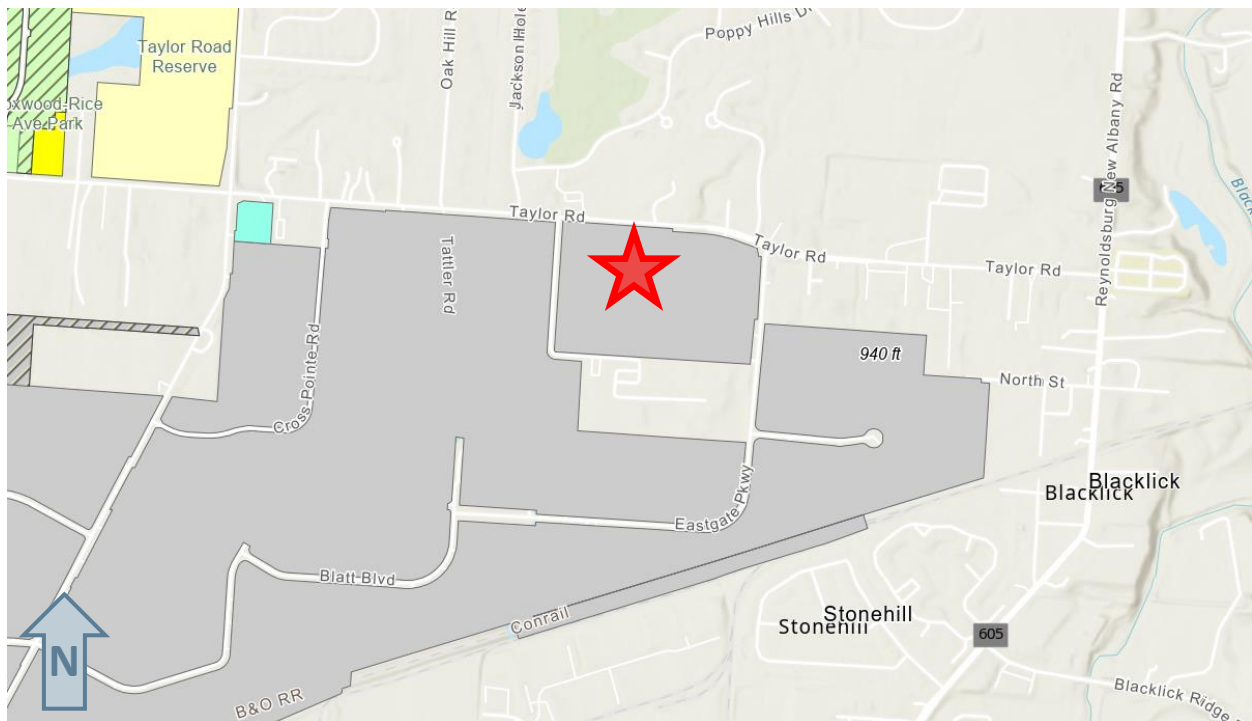 Poppy Hills D
Oak Hill R
Jackson Hole
Taylor Road
Reserve
oxwood-Rice
Ave Park
Reynoldsburg New Albany Rd
Taylor Rd
Taylor Rd
Taylor Rd
Tattler Rd
Cross-Pointe-Rd
940 ft
North St
Blacklick
Blacklick
Eastgate-Pkwy
Blatt Blvd
Conrail
Stonehill
Stonehill
605
N
B&O RR
Blacklick Ridge